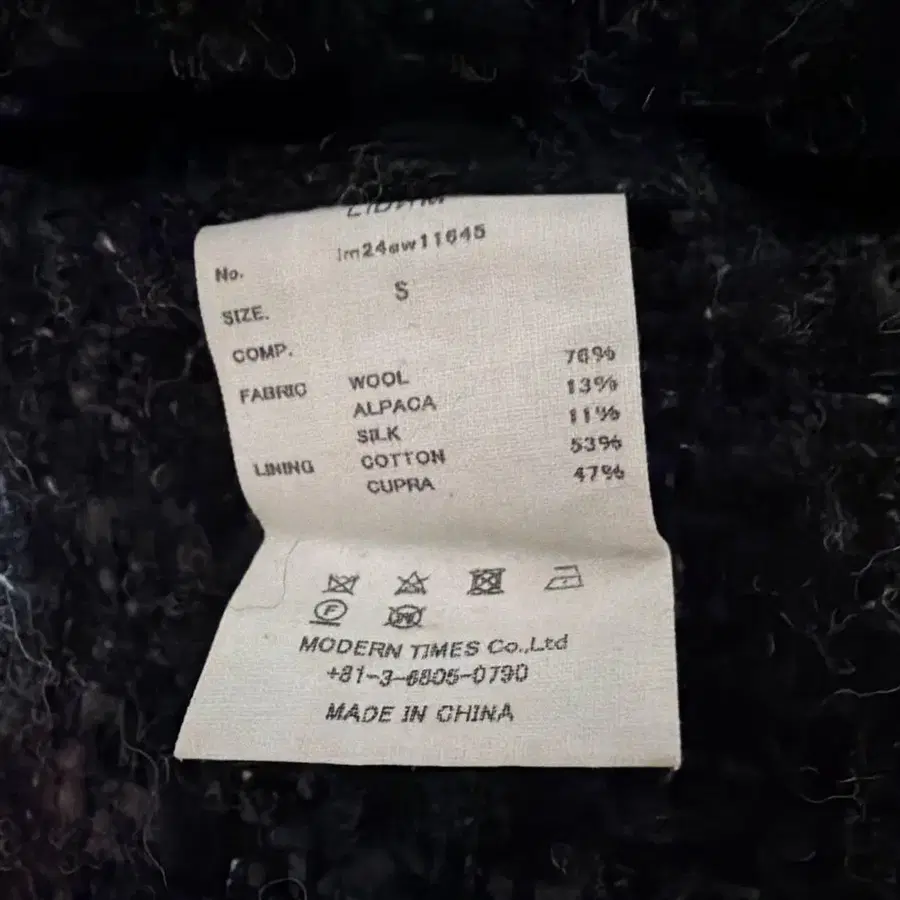 No. lm24aw11645
SIZE. S
COMP.
FABRIC WOOL 76%
ALPACA 13%
SILK 11%
LINING COTTON 53%
CUPRA 47%
F
W
MODERN TIMES Co.,Ltd
+81-3-6805-0790
MADE IN CHINA